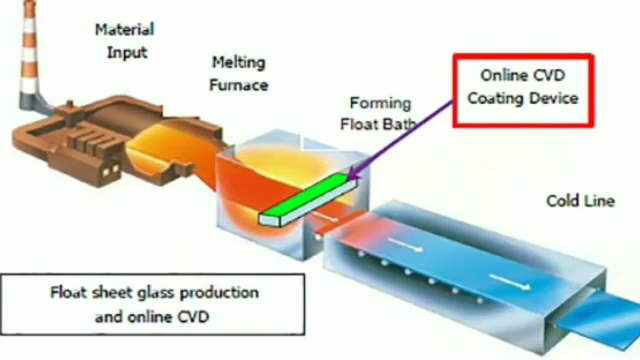 Material
Input
Melting
Furnace
Forming
Float Bath
Online CVD
Coating Device
Cold Line
Float sheet glass production
and online CVD